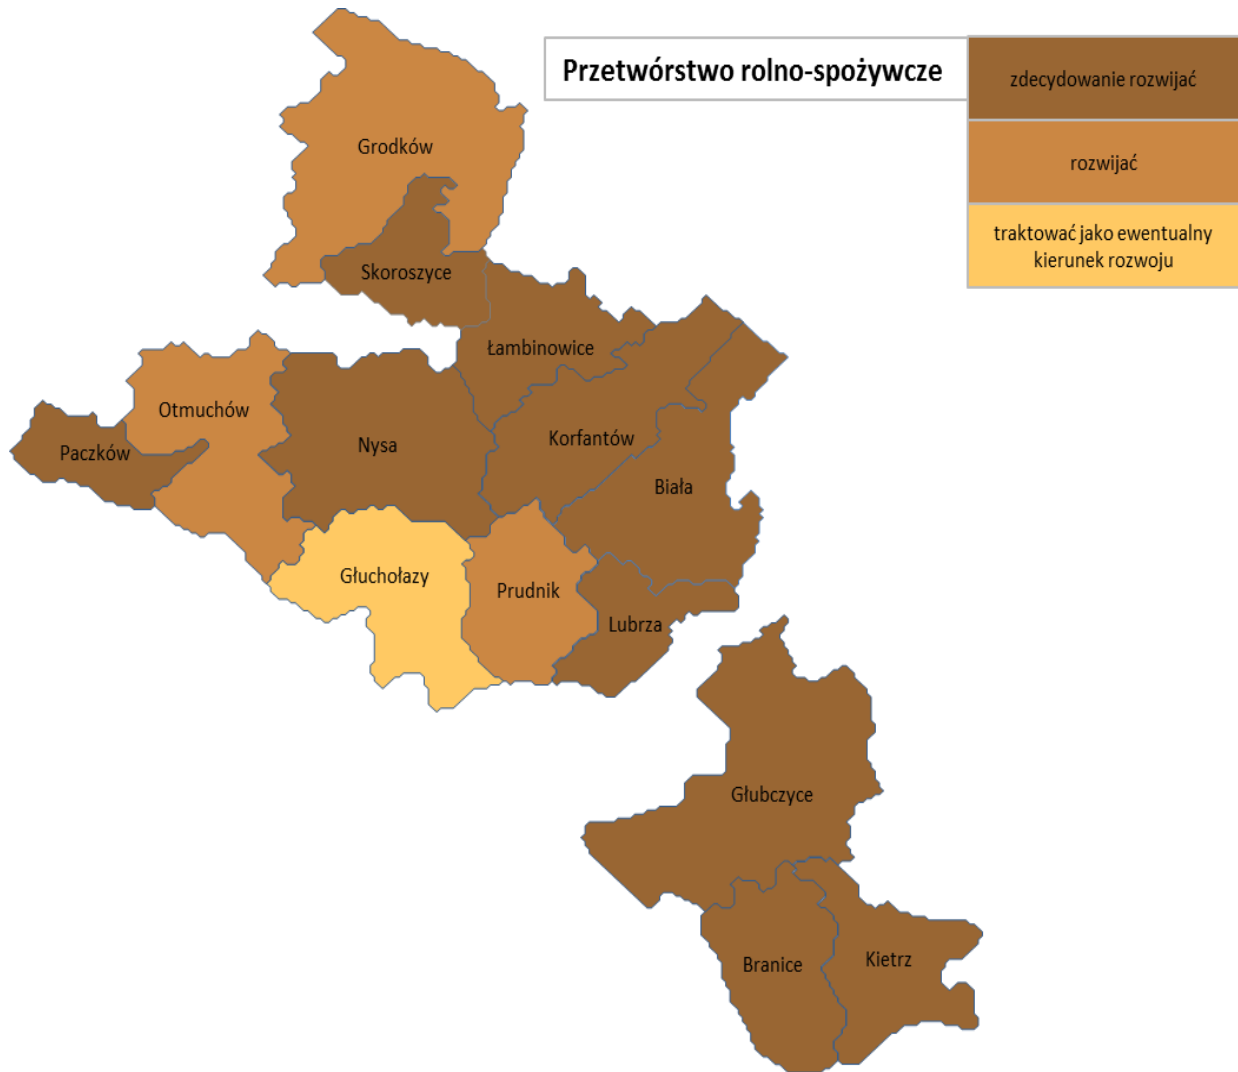 Przetwórstwo rolno-spożywcze
zdecydowanie rozwijać
rozwijać
traktować jako ewentualny
kierunek rozwoju
Grodków
Skoroszyce
Łambinowice
Otmuchów
Korfantów
Nysa
Paczków
Biała
Głuchołazy
Prudnik
Lubrza
Głubczyce
Branice
Kietrz